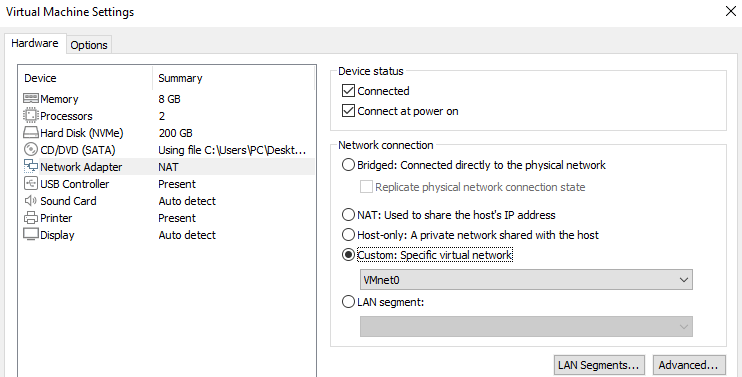 Virtual Machine Settings
Hardware Options
Device Summary
Memory 8 GB
Processors 2
Hard Disk (NVMe) 200 GB
CD/DVD (SATA) Using file C:\Users\PC\Deskt...
Network Adapter NAT
USB Controller Present
Sound Card Auto detect
Printer Present
Display Auto detect
Device status
Connected
Connect at power on
Network connection
Bridged: Connected directly to the physical network
Replicate physical network connection state
NAT: Used to share the host's IP address
Host-only: A private network shared with the host
Custom: Specific virtual network
VMnet0
LAN segment:
LAN Segments... Advanced...